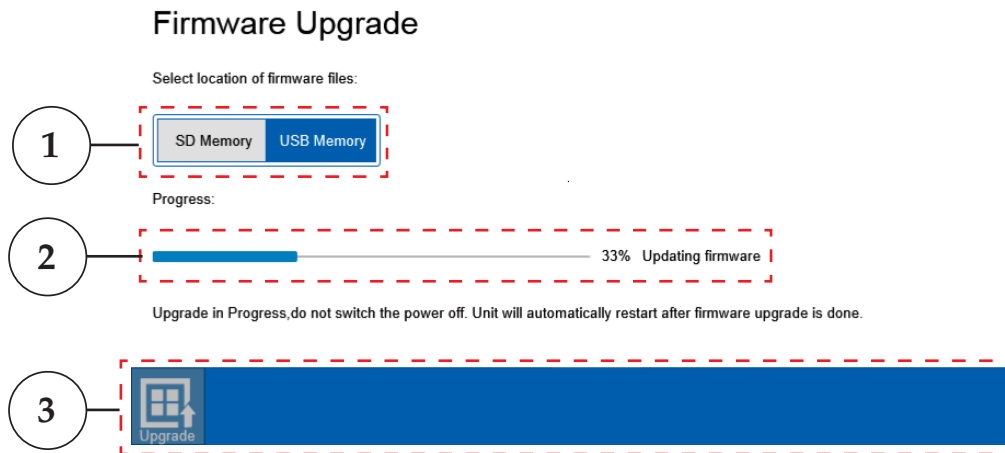 Firmware Upgrade
Select location of firmware files:
1
SD Memory USB Memory
Progress:
2
33% Updating firmware
Upgrade in Progress,do not switch the power off. Unit will automatically restart after firmware upgrade is done.
3
Upgrade